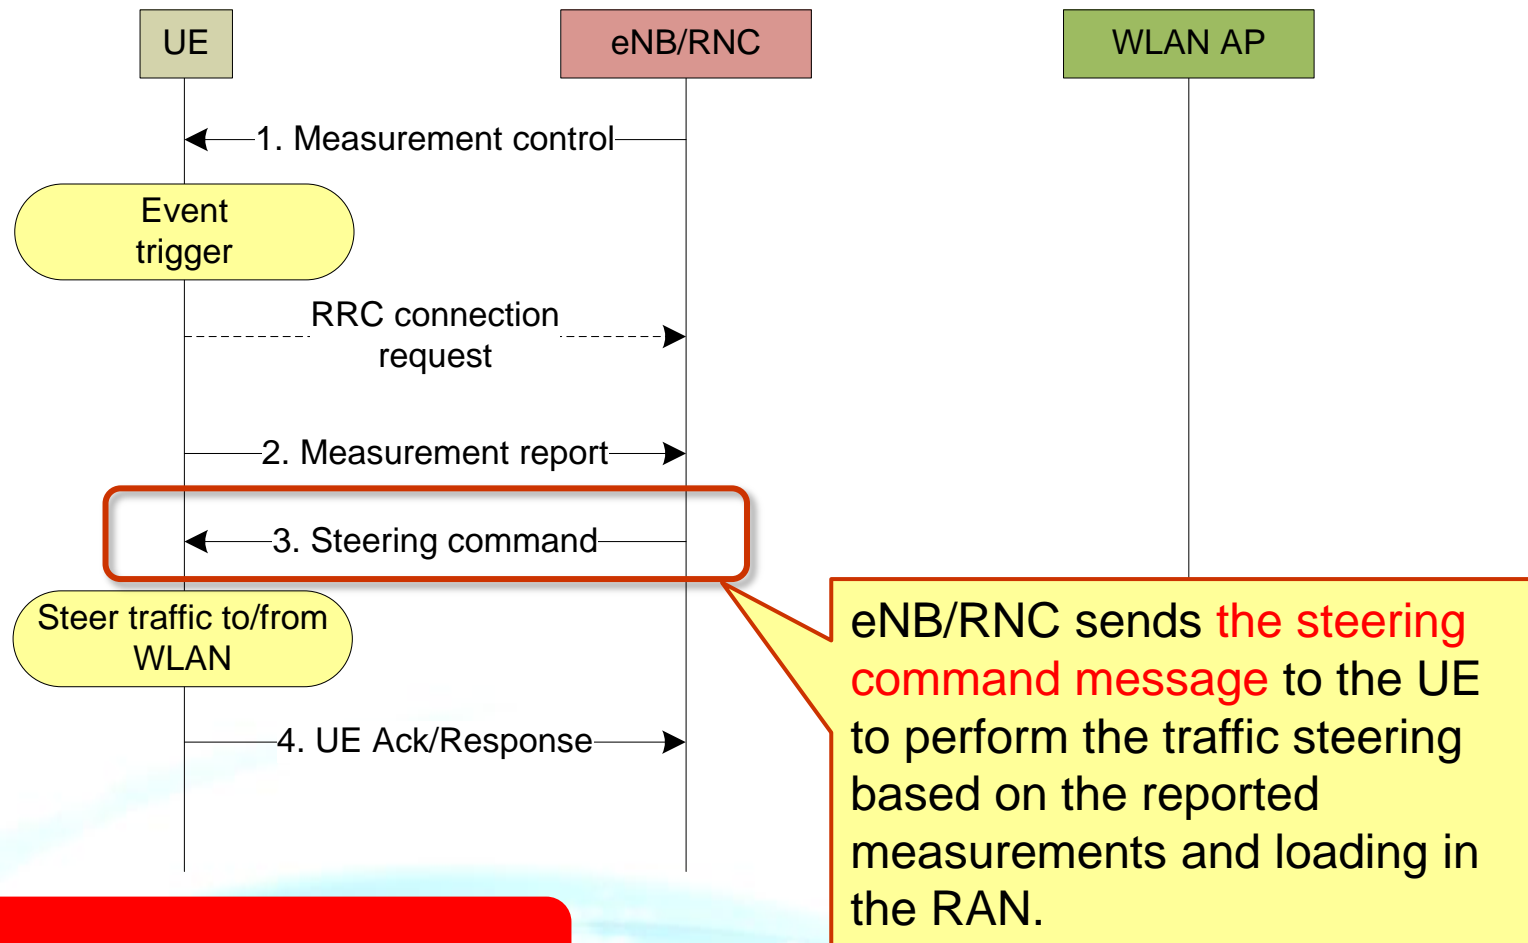 UE
eNB/RNC
WLAN AP
1. Measurement control
Event
trigger
RRC connection
request
2. Measurement report
3. Steering command
Steer traffic to/from
WLAN
4. UE Ack/Response
eNB/RNC sends the steering
command message to the UE
to perform the traffic steering
based on the reported
measurements and loading in
the RAN.